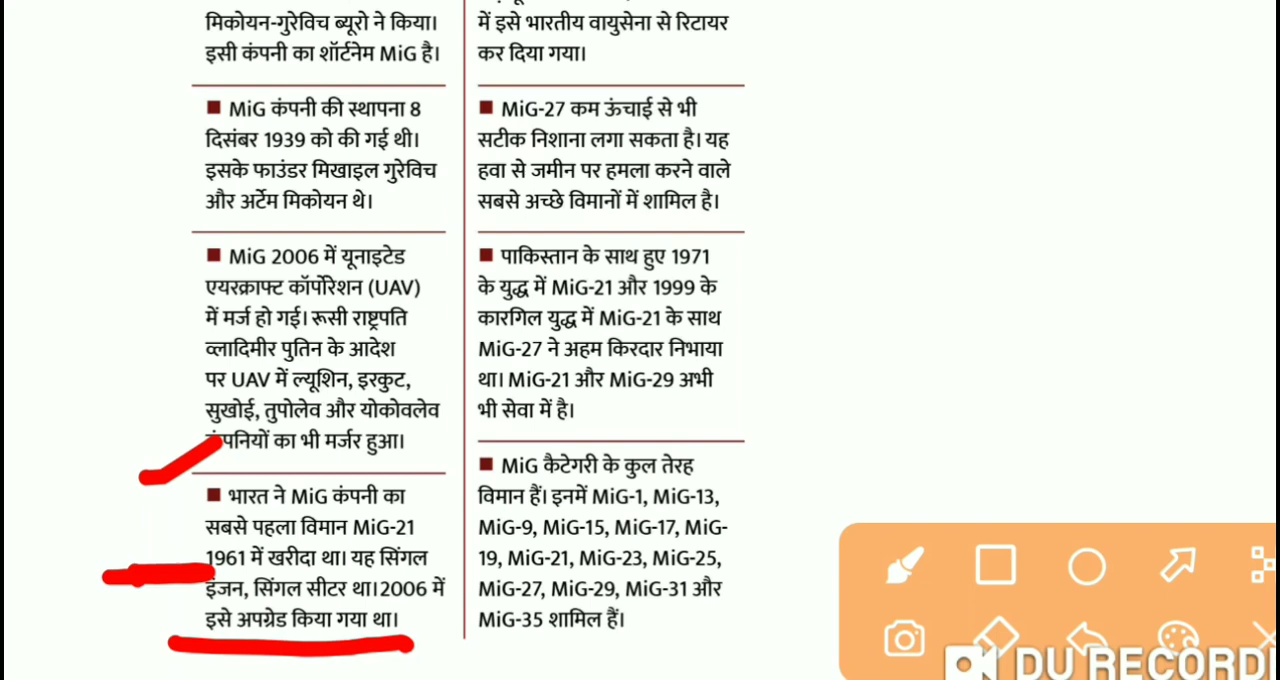 मिकोयन-गुरेविच ब्यूरो ने किया।
इसी कंपनी का शॉर्टनेम MiG है।
MiG कंपनी की स्थापना 8
दिसंबर 1939 को की गई थी।
इसके फाउंडर मिखाइल गुरेविच
और अर्टेम मिकोयन थे।
MiG 2006 में यूनाइटेड
एयरक्राफ्ट कॉर्पोरेशन (UAV)
में मर्ज हो गई। रूसी राष्ट्रपति
व्लादिमीर पुतिन के आदेश
पर UAV में ल्यूशिन, इरकुट,
सुखोई, तुपोलेव और योकोवलेव
कंपनियों का भी मर्जर हुआ।
भारत ने MiG कंपनी का
सबसे पहला विमान MiG-21
1961 में खरीदा था। यह सिंगल
इंजन, सिंगल सीटर था।2006 में
इसे अपग्रेड किया गया था।
में इसे भारतीय वायुसेना से रिटायर
कर दिया गया।
MiG-27 कम ऊंचाई से भी
सटीक निशाना लगा सकता है। यह
हवा से जमीन पर हमला करने वाले
सबसे अच्छे विमानों में शामिल है।
पाकिस्तान के साथ हुए 1971
के युद्ध में MiG-21 और 1999 के
कारगिल युद्ध में MiG-21 के साथ
MiG-27 ने अहम किरदार निभाया
था। MiG-21 और MiG-29 अभी
भी सेवा में है।
MiG कैटेगरी के कुल तेरह
विमान हैं। इनमें MiG-1, MiG-13,
MiG-9, MiG-15, MiG-17, MiG-
19, MiG-21, MiG-23, MiG-25,
MiG-27, MiG-29, MiG-31 और
MiG-35 शामिल हैं।
DU RECORD